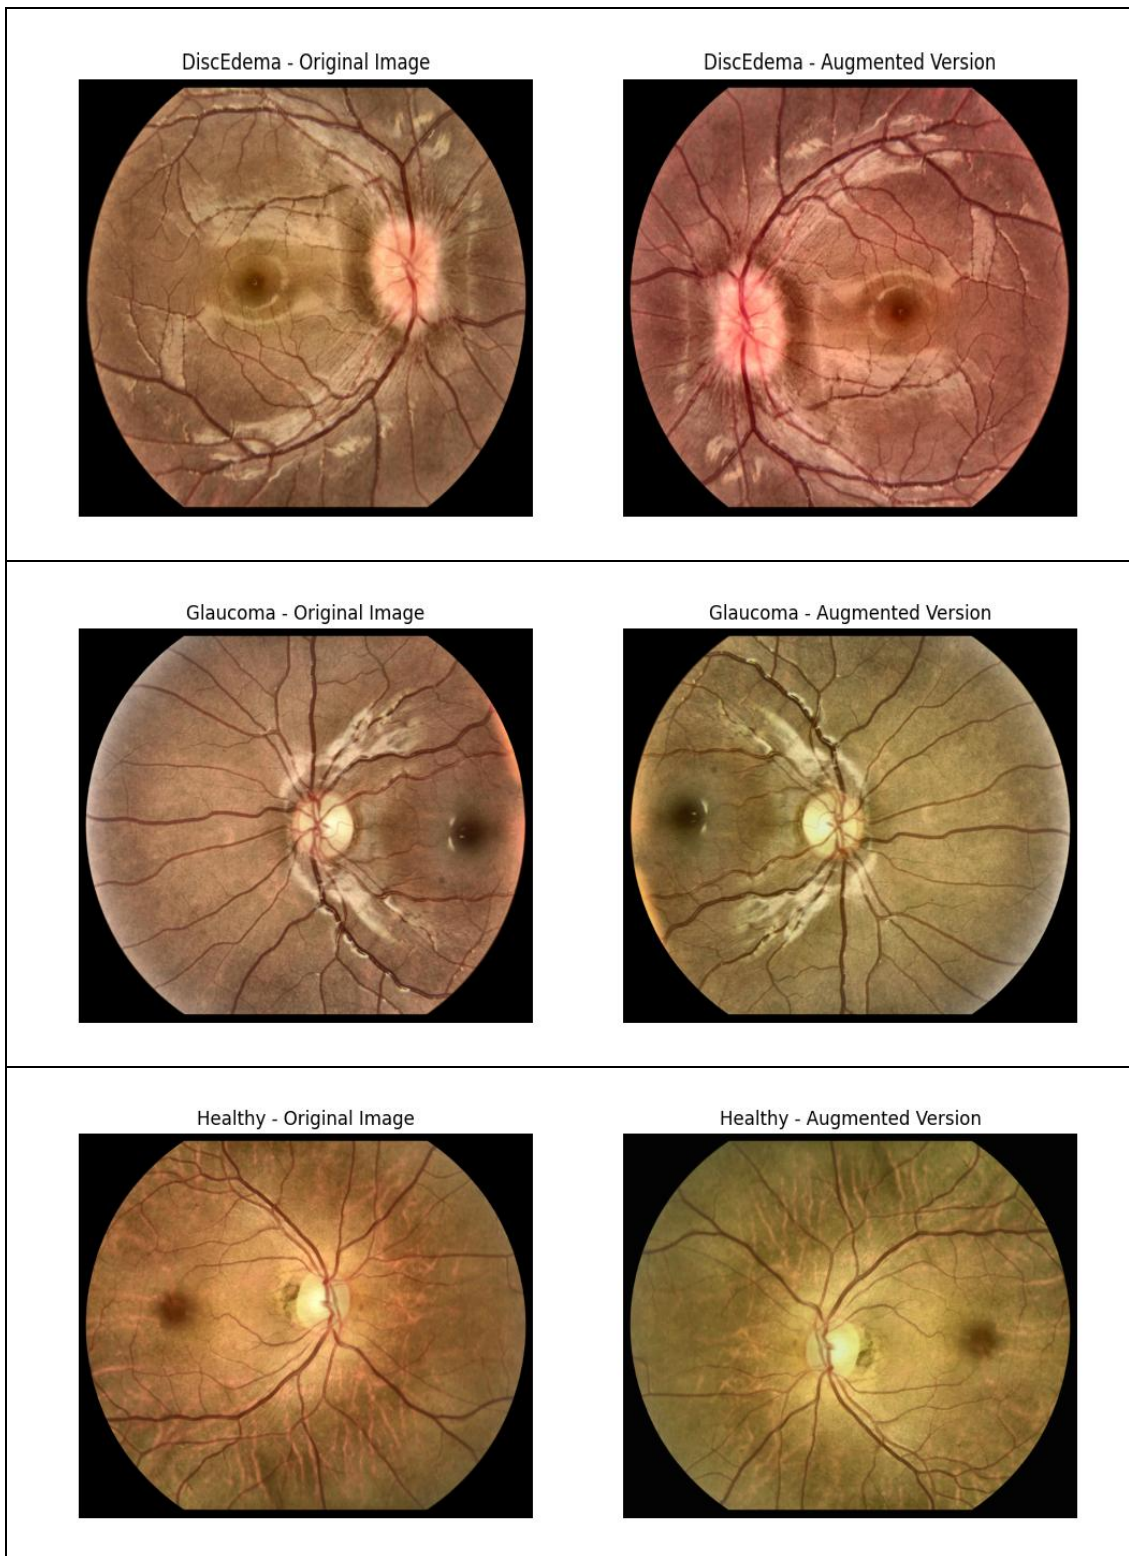 DiscEdema - Original Image
DiscEdema - Augmented Version
Glaucoma - Original Image
Glaucoma - Augmented Version
Healthy - Original Image
Healthy - Augmented Version